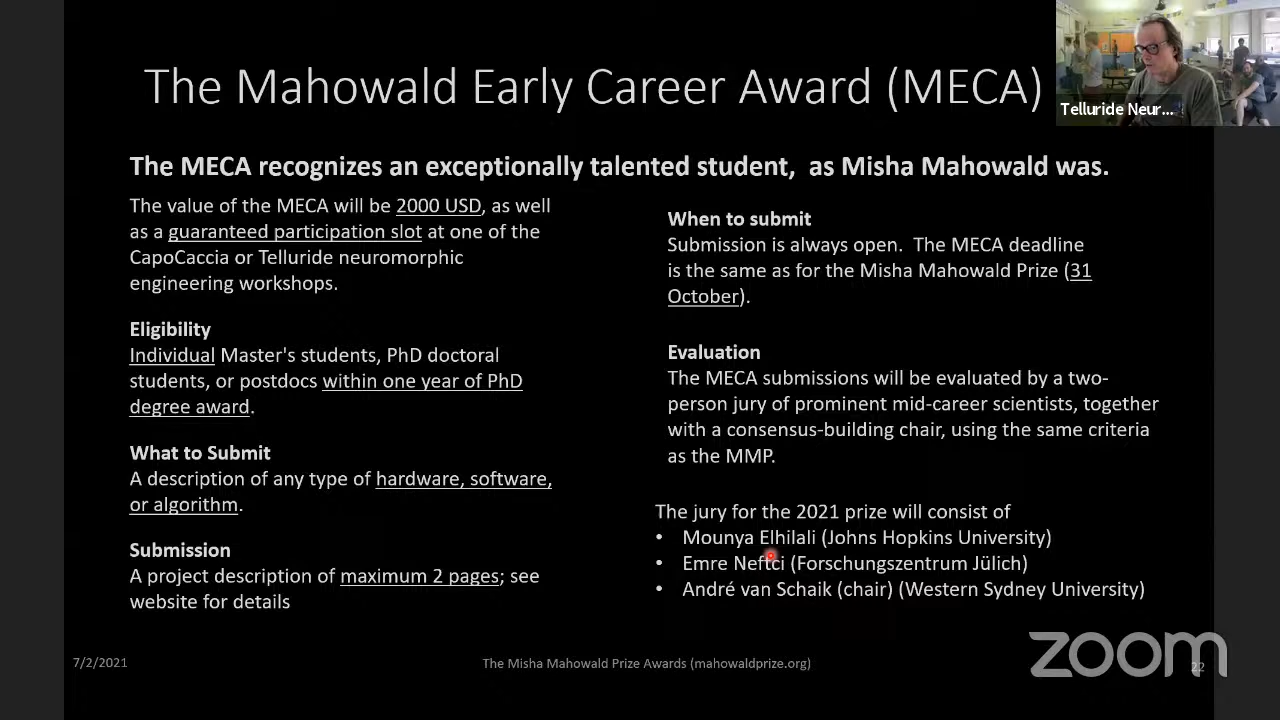 The Mahowald Early Career Award (MECA)
Telluride Neur...
The MECA recognizes an exceptionally talented student,  as Misha Mahowald was.
The value of the MECA will be 2000 USD, as well
as a guaranteed participation slot at one of the
CapoCaccia or Telluride neuromorphic
engineering workshops.
Eligibility
Individual Master's students, PhD doctoral
students, or postdocs within one year of PhD
degree award.
What to Submit
A description of any type of hardware, software,
or algorithm.
Submission
A project description of maximum 2 pages; see
website for details
When to submit
Submission is always open.  The MECA deadline
is the same as for the Misha Mahowald Prize (31
October).
Evaluation
The MECA submissions will be evaluated by a two-
person jury of prominent mid-career scientists, together
with a consensus-building chair, using the same criteria
as the MMP.
The jury for the 2021 prize will consist of
• Mounya Elhilali (Johns Hopkins University)
• Emre Neftci (Forschungszentrum Jülich)
• André van Schaik (chair) (Western Sydney University)
7/2/2021
The Misha Mahowald Prize Awards (mahowaldprize.org)
22
zoom